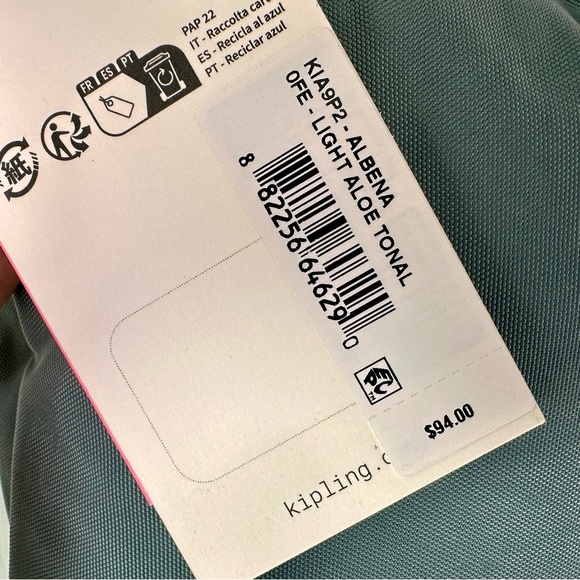 PAP 22
IT - Raccolta
ES - Recicla al azul
PT - Reciclar azul
FR ES PT
紙
KIA9P2 - ALBENA
0FE - LIGHT ALOE TONAL
8 82256 64629 0
$94.00
kipling.